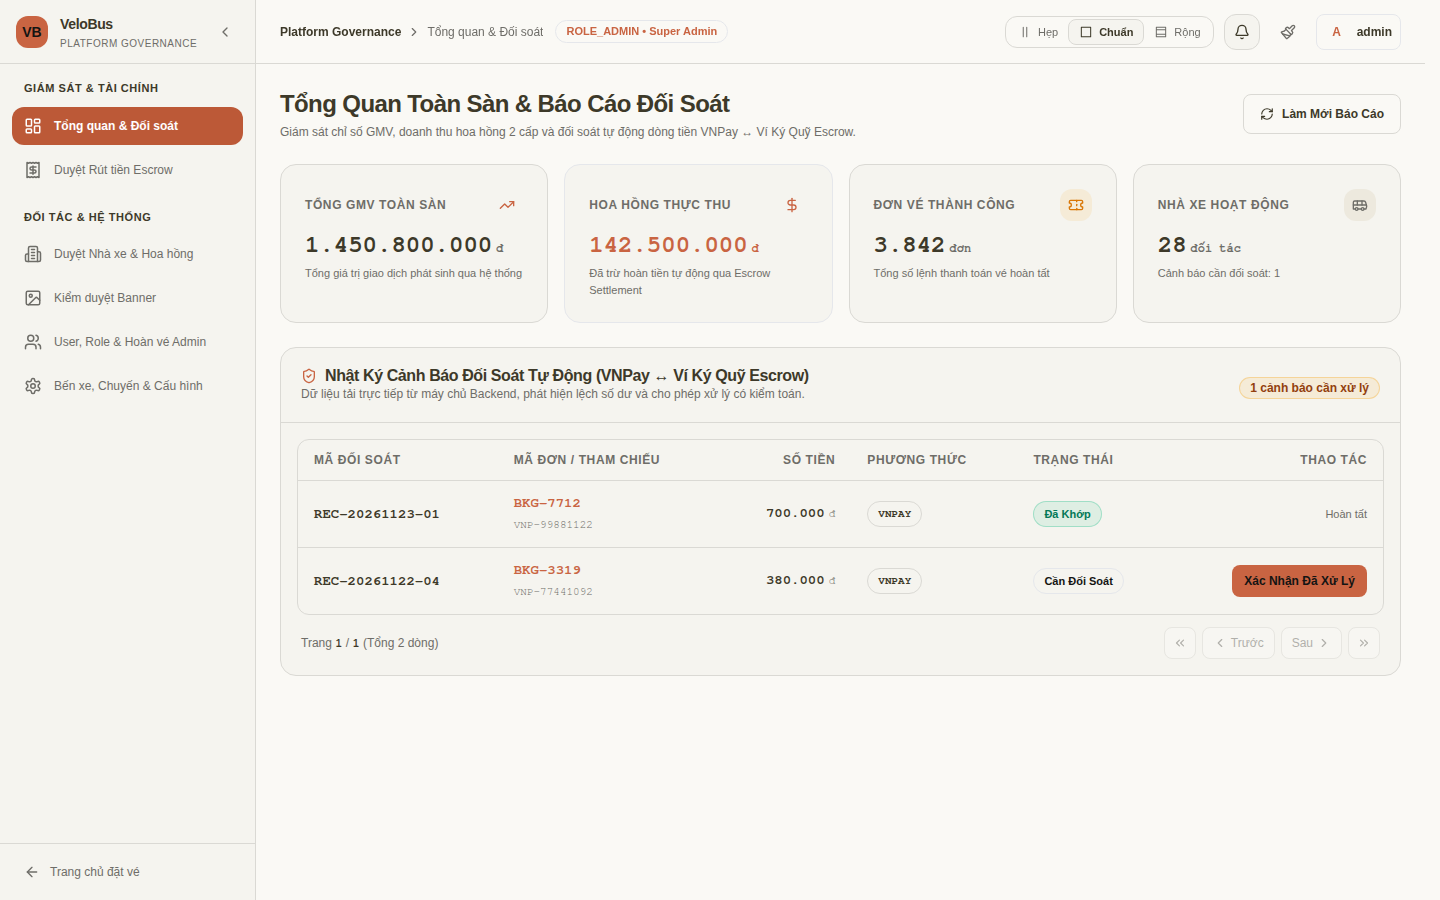 VB
VeloBus
PLATFORM GOVERNANCE
GIÁM SÁT & TÀI CHÍNH
Tổng quan & Đối soát
Duyệt Rút tiền Escrow
ĐỐI TÁC & HỆ THỐNG
Duyệt Nhà xe & Hoa hồng
Kiểm duyệt Banner
User, Role & Hoàn vé Admin
Bến xe, Chuyến & Cấu hình
Trang chủ đặt vé
Platform Governance
Tổng quan & Đối soát
ROLE_ADMIN • Super Admin
Hẹp
Chuẩn
Rộng
A
admin
Tổng Quan Toàn Sàn & Báo Cáo Đối Soát
Giám sát chỉ số GMV, doanh thu hoa hồng 2 cấp và đối soát tự động dòng tiền VNPay ↔ Ví Ký Quỹ Escrow.
Làm Mới Báo Cáo
TỔNG GMV TOÀN SÀN
1.450.800.000 đ
Tổng giá trị giao dịch phát sinh qua hệ thống
HOA HỒNG THỰC THU
142.500.000 đ
Đã trừ hoàn tiền tự động qua Escrow
Settlement
ĐƠN VÉ THÀNH CÔNG
3.842 đơn
Tổng số lệnh thanh toán vé hoàn tất
NHÀ XE HOẠT ĐỘNG
28 đối tác
Cảnh báo cần đối soát: 1
Nhật Ký Cảnh Báo Đối Soát Tự Động (VNPay ↔ Ví Ký Quỹ Escrow)
Dữ liệu tải trực tiếp từ máy chủ Backend, phát hiện lệch số dư và cho phép xử lý có kiểm toán.
1 cảnh báo cần xử lý
MÃ ĐỐI SOÁT MÃ ĐƠN / THAM CHIẾU SỐ TIỀN PHƯƠNG THỨC TRẠNG THÁI THAO TÁC
REC-20261123-01
BKG-7712
VNP-99881122
700.000 đ
VNPAY
Đã Khớp
Hoàn tất
REC-20261122-04
BKG-3319
VNP-77441092
380.000 đ
VNPAY
Cần Đối Soát
Xác Nhận Đã Xử Lý
Trang 1 / 1 (Tổng 2 dòng)
Trước
Sau